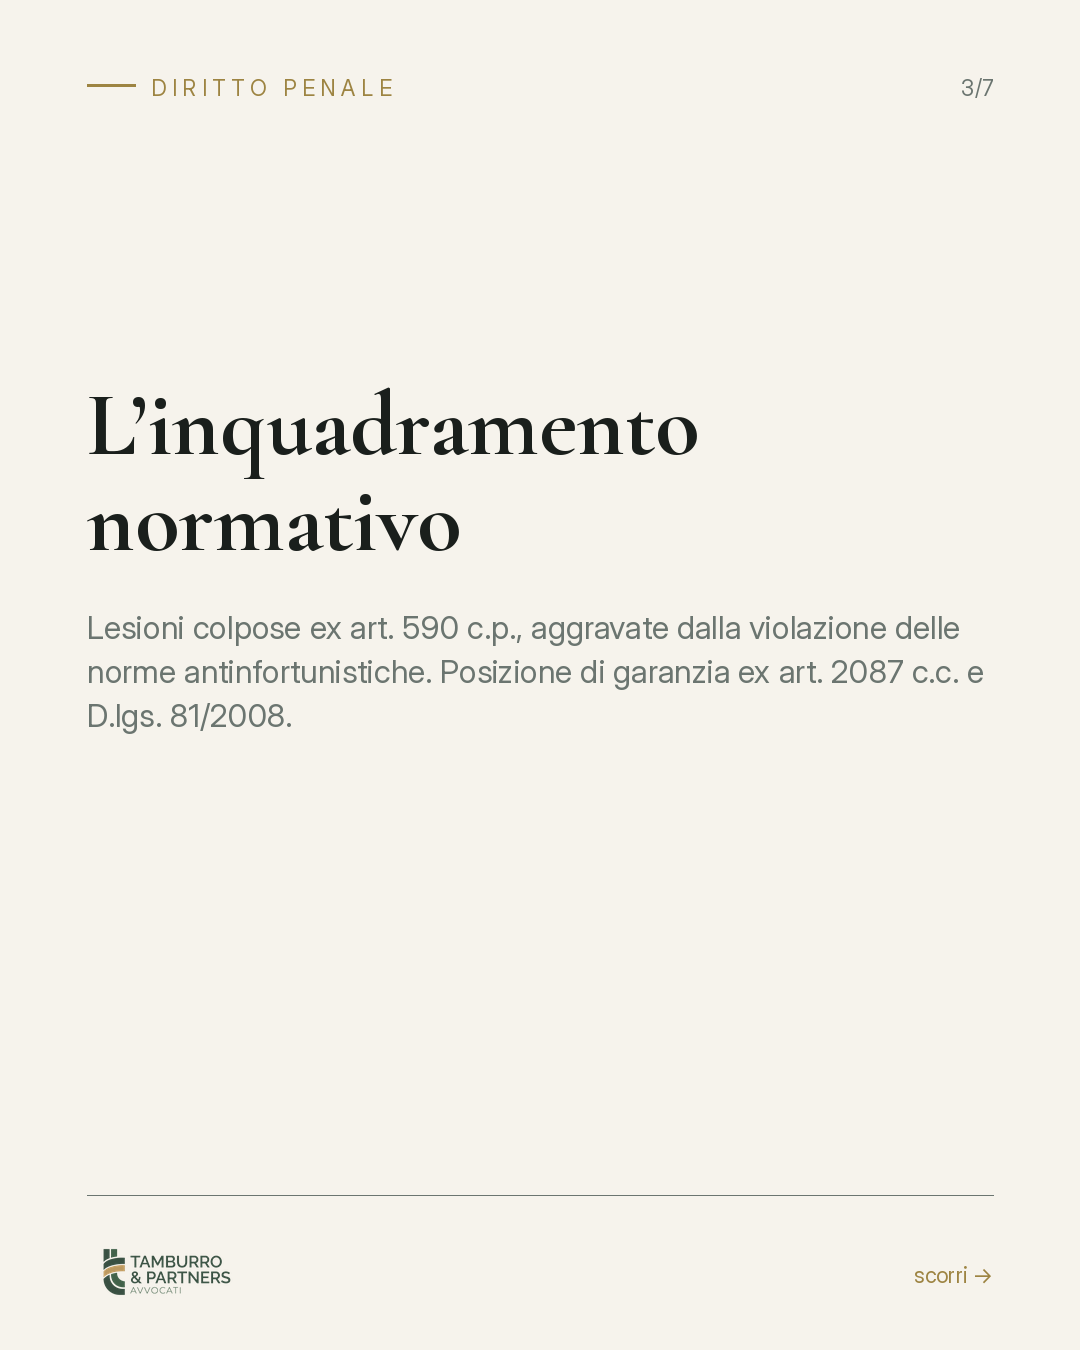 DIRITTO PENALE
3/7
L’inquadramento
normativo
Lesioni colpose ex art. 590 c.p., aggravate dalla violazione delle
norme antinfortunistiche. Posizione di garanzia ex art. 2087 c.c. e
D.lgs. 81/2008.
TAMBURRO
& PARTNERS
AVVOCATI
scorri →